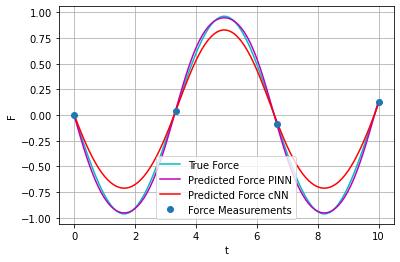 1.00
0.75
0.50
0.25
0.00
−0.25
−0.50
−0.75
−1.00
F
True Force
Predicted Force PINN
Predicted Force cNN
Force Measurements
0 2 4 6 8 10
t